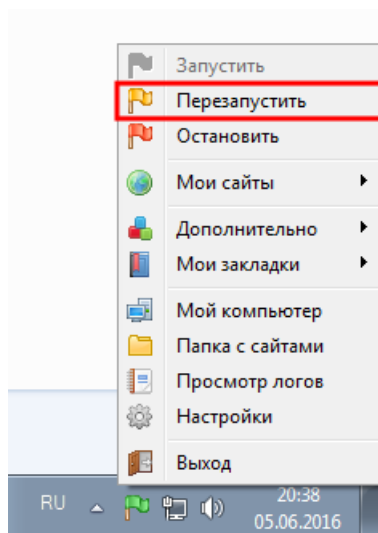 Запустить
Перезапустить
Остановить
Мои сайты
Дополнительно
Мои закладки
Мой компьютер
Папка с сайтами
Просмотр логов
Настройки
Выход
RU
20:38
05.06.2016